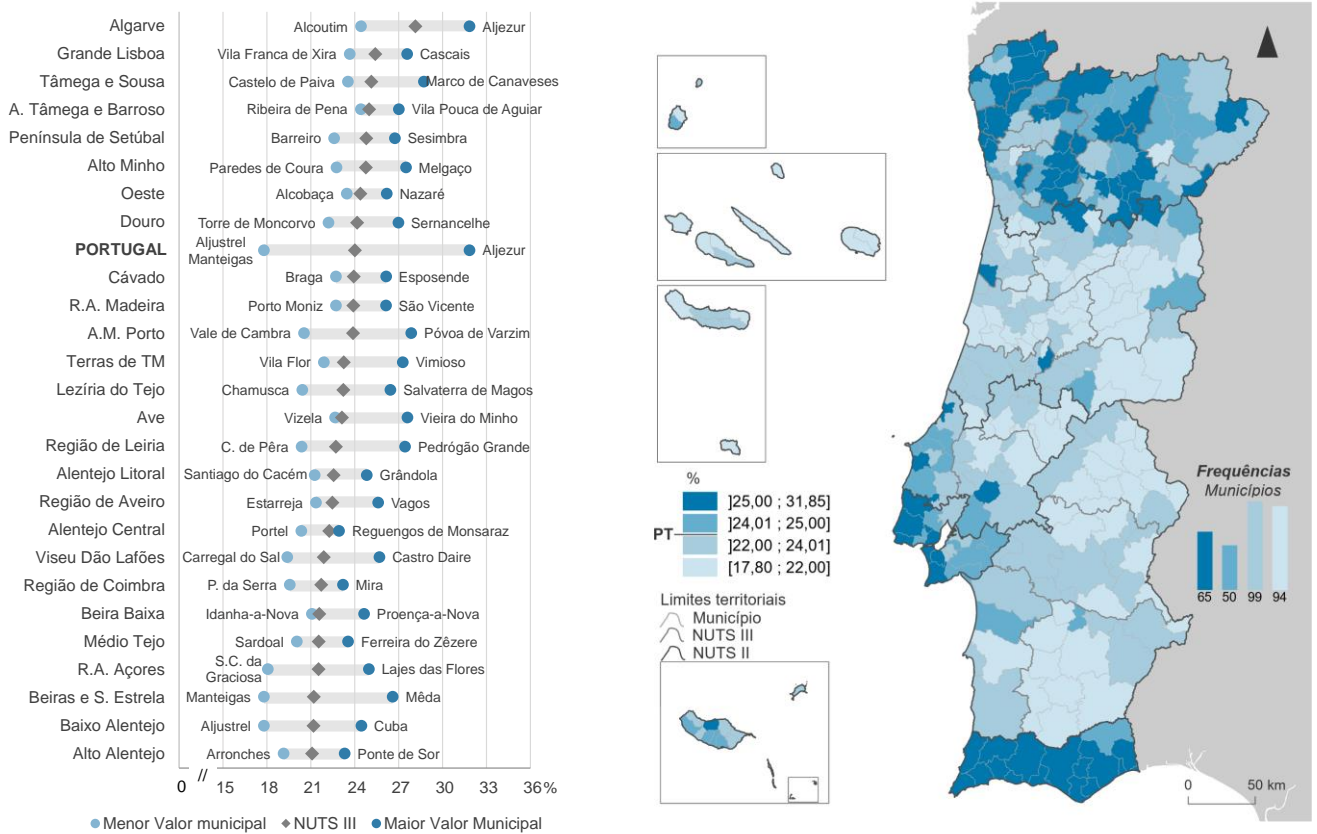 Algarve Alcoutim Aljezur
Grande Lisboa Vila Franca de Xira Cascais
Tâmega e Sousa Castelo de Paiva Marco de Canaveses
A. Tâmega e Barroso Ribeira de Pena Vila Pouca de Aguiar
Península de Setúbal Barreiro Sesimbra
Alto Minho Paredes de Coura Melgaço
Oeste Alcobaça Nazaré
Douro Torre de Moncorvo Sernancelhe
PORTUGAL Aljustrel Manteigas Aljezur
Cávado Braga Esposende
R.A. Madeira Porto Moniz São Vicente
A.M. Porto Vale de Cambra Póvoa de Varzim
Terras de TM Vila Flor Vimioso
Lezíria do Tejo Chamusca Salvaterra de Magos
Ave Vizela Vieira do Minho
Região de Leiria C. de Pêra Pedrógão Grande
Alentejo Litoral Santiago do Cacém Grândola
Região de Aveiro Estarreja Vagos
Alentejo Central Portel Reguengos de Monsaraz
Viseu Dão Lafões Carregal do Sal Castro Daire
Região de Coimbra P. da Serra Mira
Beira Baixa Idanha-a-Nova Proença-a-Nova
Médio Tejo Sardoal Ferreira do Zêzere
R.A. Açores S.C. da Graciosa Lajes das Flores
Beiras e S. Estrela Manteigas Mêda
Baixo Alentejo Aljustrel Cuba
Alto Alentejo Arronches Ponte de Sor
0 // 15 18 21 24 27 30 33 36%
Menor Valor municipal NUTS III Maior Valor Municipal
%
]25,00 ; 31,85]
]24,01 ; 25,00]
PT
]22,00 ; 24,01]
[17,80 ; 22,00]
Limites territoriais
Município
NUTS III
NUTS II
Frequências
Municípios
65 50 99 94
0 50 km